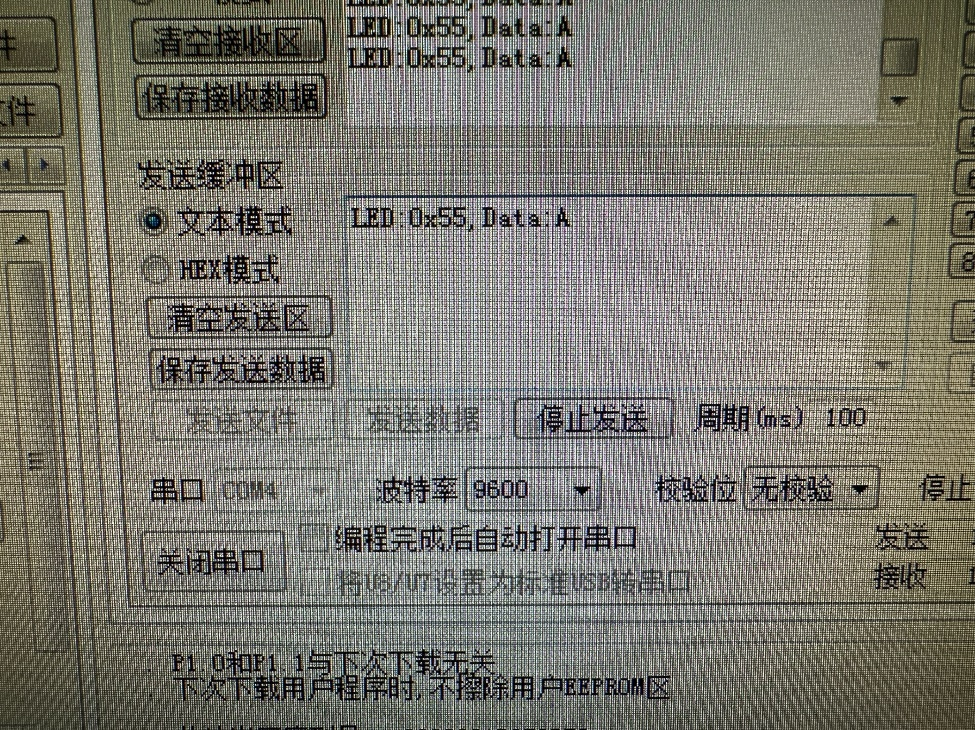 LED:0x55,Data:A
清空接收区
LED:0x55,Data:A
LED:0x55,Data:A
件
保存接收数据
文件
发送缓冲区
文本模式
LED:0x55,Data:A
HEX模式
清空发送区
保存发送数据
发送文件 发送数据 停止发送 周期(ms) 100
串口 COM4 波特率 9600 校验位 无校验 停止
关闭串口
编程完成后自动打开串口
发送
将U8/U7设置为标准USB转串口
接收
P1.0和P1.1与下次下载无关
下次下载用户程序时,不擦除用户EEPROM区